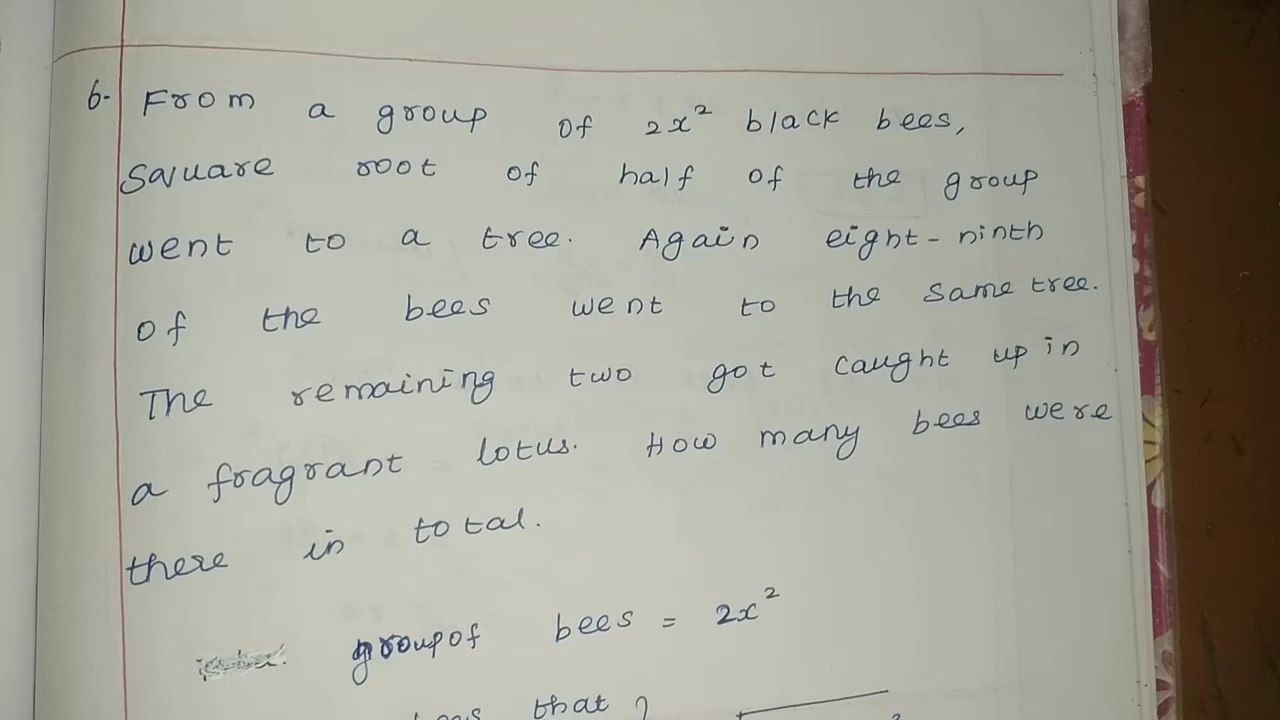 6. From a group of 2x² black bees,
Square root of half of the group
went to a tree. Again eight-ninth
of the bees went to the same tree.
The remaining two got caught up in
a fragrant lotus. How many bees were
there in total.
group of bees = 2x²
that